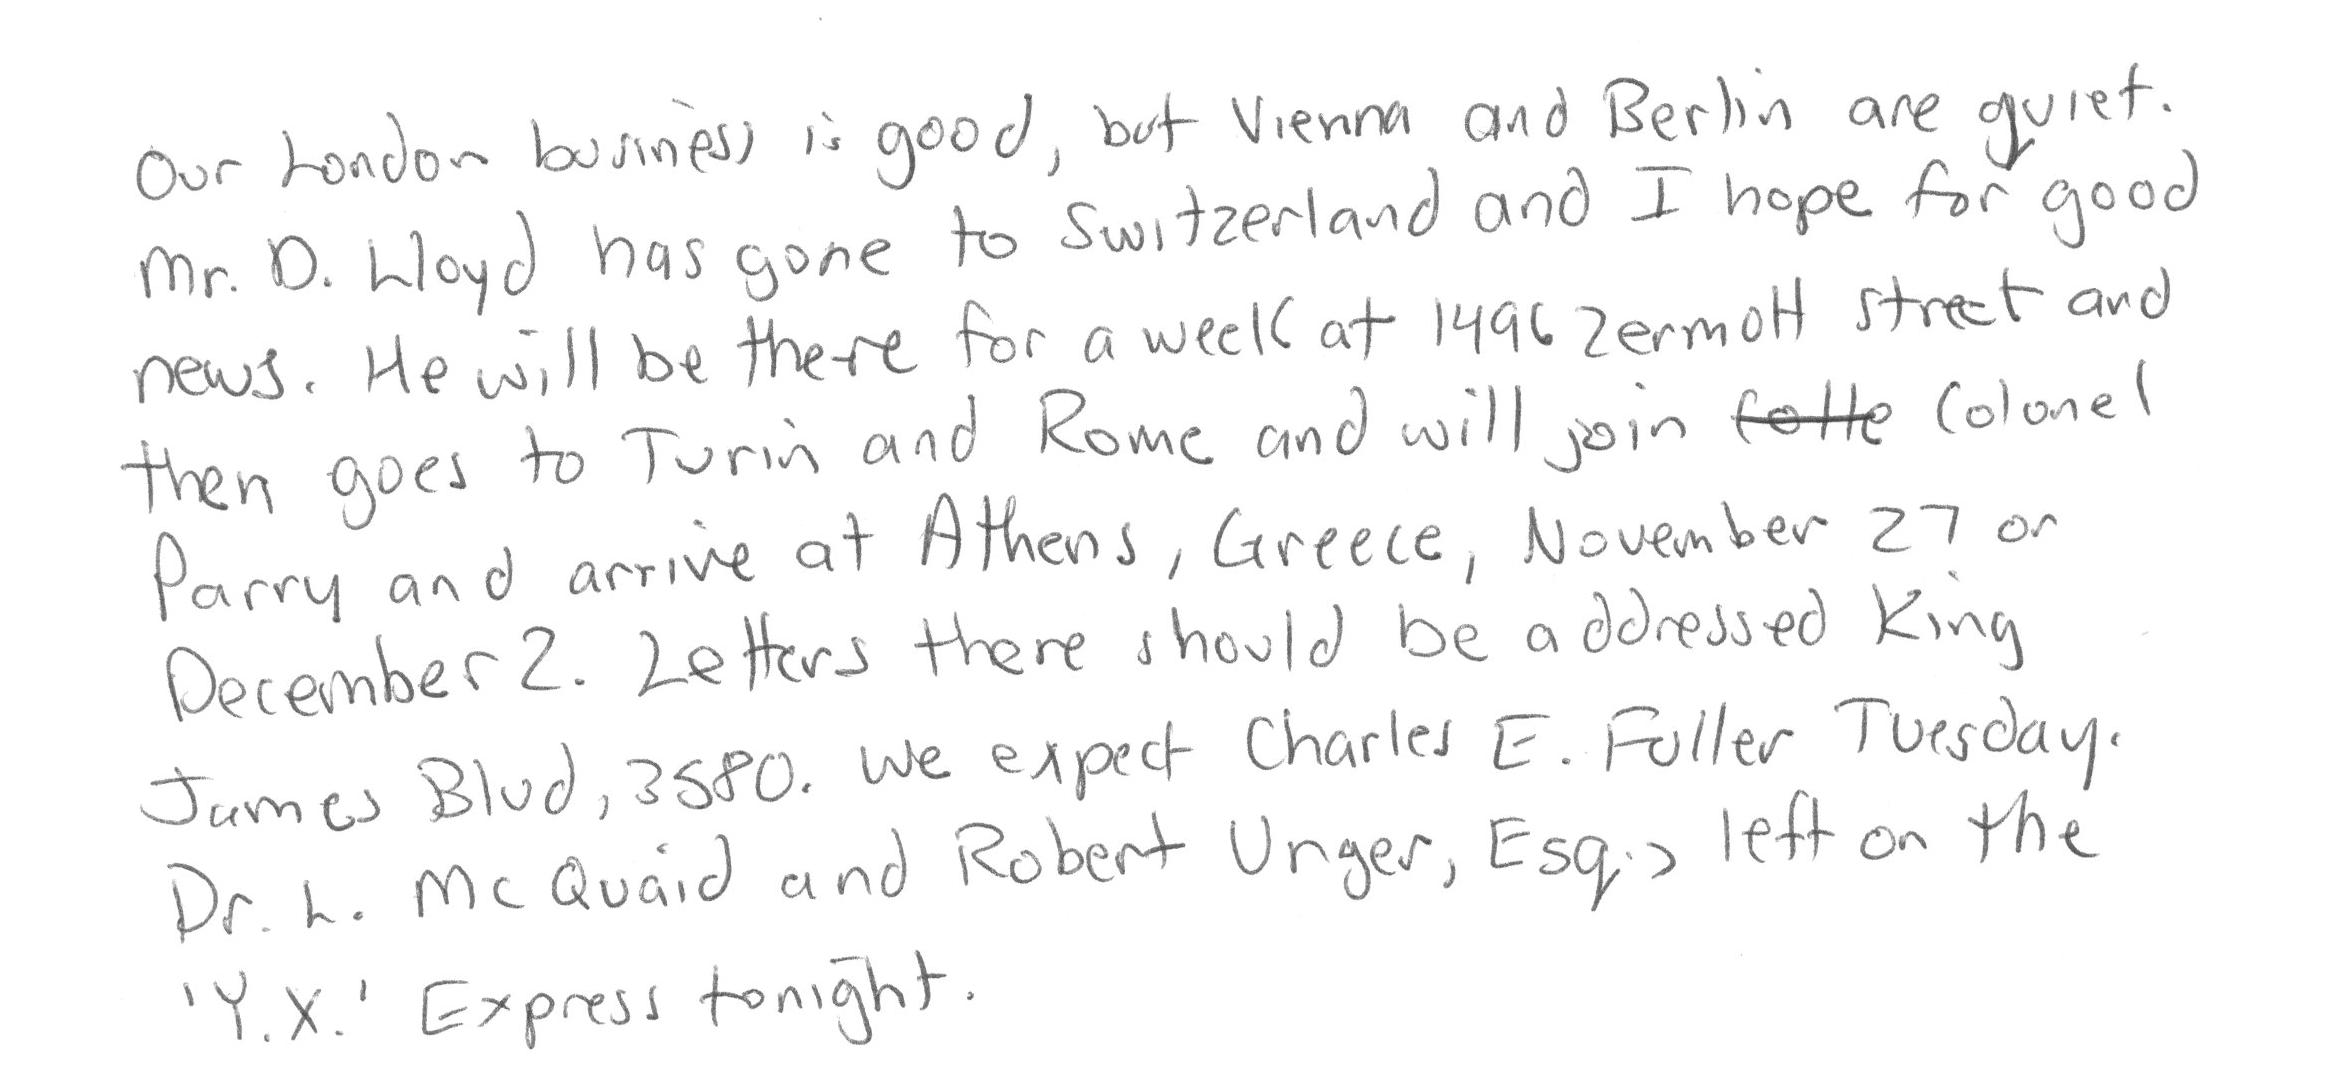 Our London business is good, but Vienna and Berlin are quiet.
Mr. D. Lloyd has gone to Switzerland and I hope for good
news. He will be there for a week at 1496 Zermott street and
then goes to Turin and Rome and will join Colonel
Parry and arrive at Athens, Greece, November 27 or
December 2. Letters there should be addressed King
James Blvd, 3580. We expect Charles E. Fuller Tuesday.
Dr. L. McQuaid and Robert Unger, Esq., left on the
'Y.X.' Express tonight.